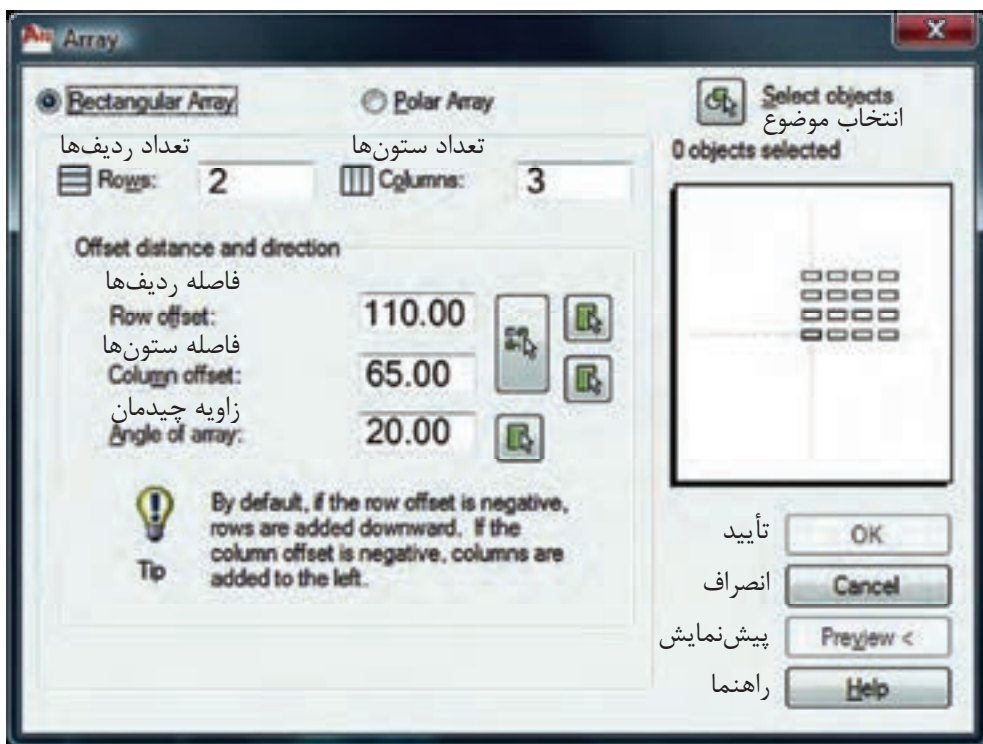 Array
Rectangular Array
Polar Array
تعداد ردیف‌ها
تعداد ستون‌ها
Rows: 2
Columns: 3
Offset distance and direction
فاصله ردیف‌ها
Row offset: 110.00
فاصله ستون‌ها
Column offset: 65.00
زاویه چیدمان
Angle of array: 20.00
Tip
By default, if the row offset is negative,
rows are added downward. If the
column offset is negative, columns are
added to the left.
Select objects
انتخاب موضوع
0 objects selected
تأیید OK
انصراف Cancel
پیش‌نمایش Preview <
راهنما Help